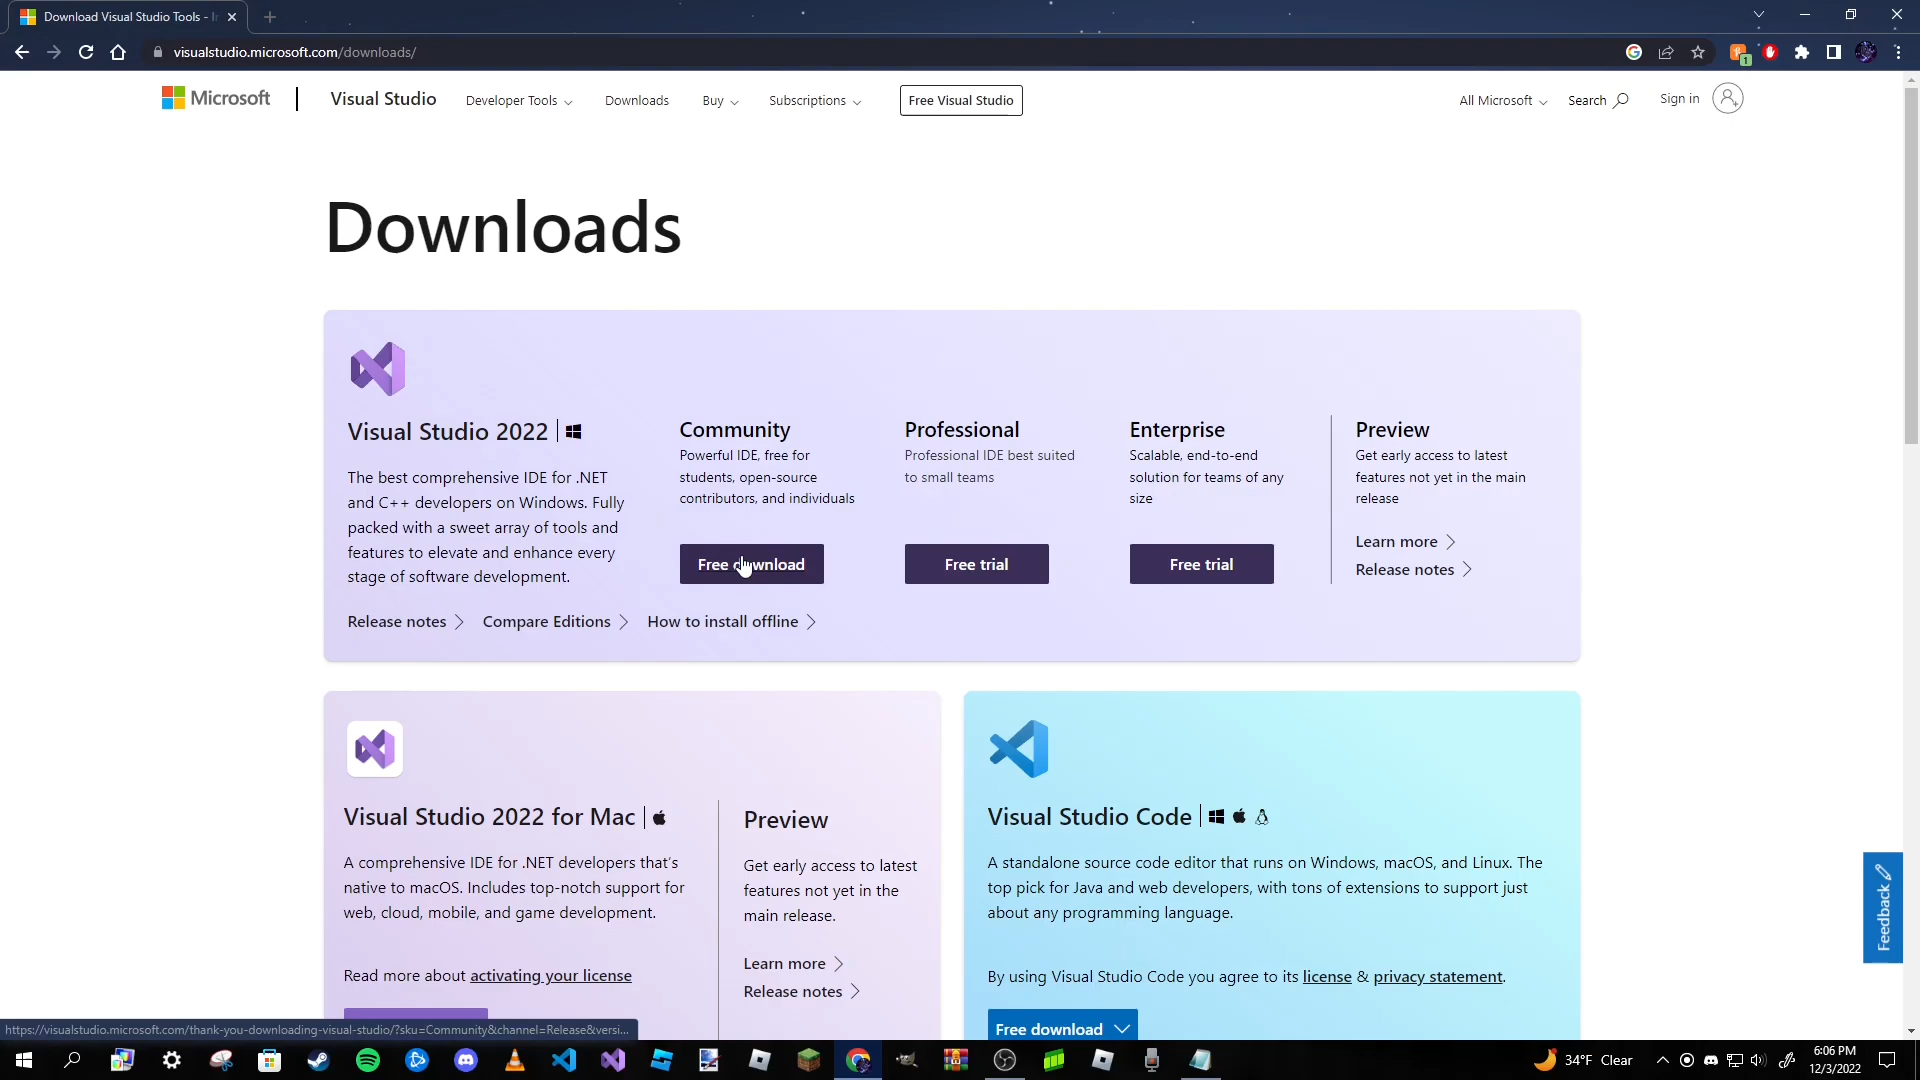 Download Visual Studio Tools - I
visualstudio.microsoft.com/downloads/
1
Microsoft
Visual Studio
Developer Tools
Downloads
Buy
Subscriptions
Free Visual Studio
All Microsoft
Search
Sign in
Downloads
Visual Studio 2022
The best comprehensive IDE for .NET
and C++ developers on Windows. Fully
packed with a sweet array of tools and
features to elevate and enhance every
stage of software development.
Community
Powerful IDE, free for
students, open-source
contributors, and individuals
Free download
Professional
Professional IDE best suited
to small teams
Free trial
Enterprise
Scalable, end-to-end
solution for teams of any
size
Free trial
Preview
Get early access to latest
features not yet in the main
release
Learn more
Release notes
Release notes
Compare Editions
How to install offline
Visual Studio 2022 for Mac
A comprehensive IDE for .NET developers that's
native to macOS. Includes top-notch support for
web, cloud, mobile, and game development.
Read more about activating your license
Preview
Get early access to latest
features not yet in the
main release.
Learn more
Release notes
Visual Studio Code
A standalone source code editor that runs on Windows, macOS, and Linux. The
top pick for Java and web developers, with tons of extensions to support just
about any programming language.
By using Visual Studio Code you agree to its license & privacy statement.
Free download
Feedback
https://visualstudio.microsoft.com/thank-you-downloading-visual-studio/?sku=Community&channel=Release&versi...
34°F Clear
6:06 PM
12/3/2022